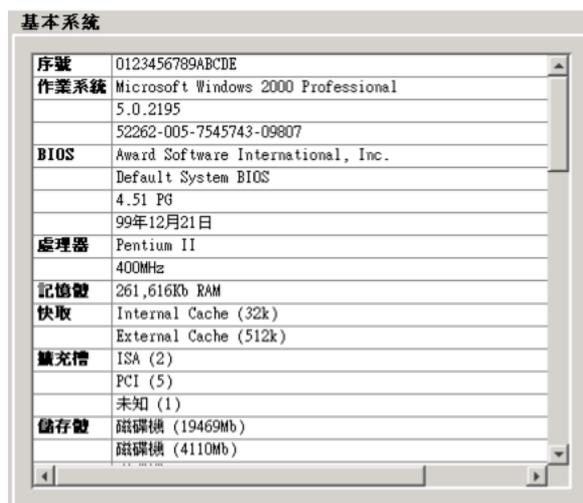 基本系統
序號 0123456789ABCDE
作業系統 Microsoft Windows 2000 Professional
5.0.2195
52262-005-7545743-09807
BIOS Award Software International, Inc.
Default System BIOS
4.51 PG
99年12月21日
處理器 Pentium II
400MHz
記憶體 261,616Kb RAM
快取 Internal Cache (32k)
External Cache (512k)
擴充槽 ISA (2)
PCI (5)
未知 (1)
儲存體 磁碟機 (19469Mb)
磁碟機 (4110Mb)